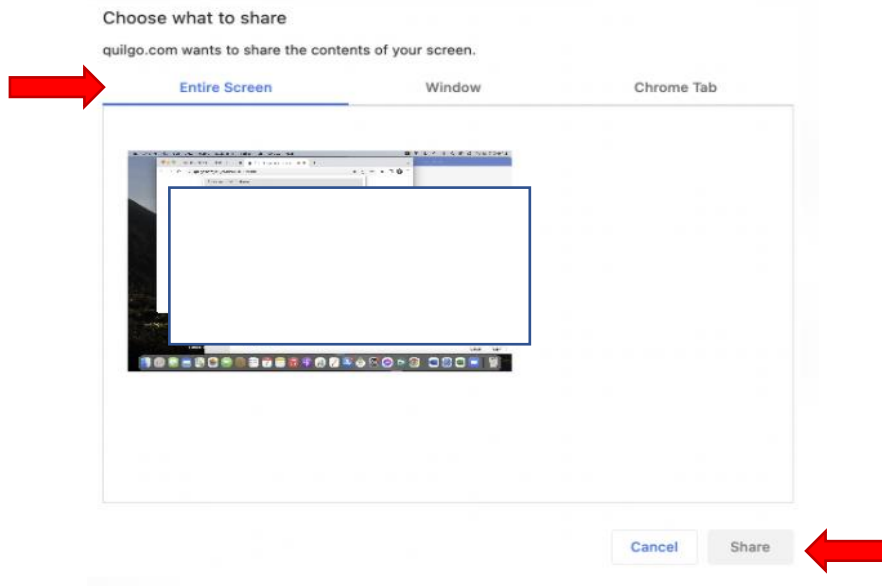 Choose what to share
quilgo.com wants to share the contents of your screen.
Entire Screen Window Chrome Tab
Cancel Share